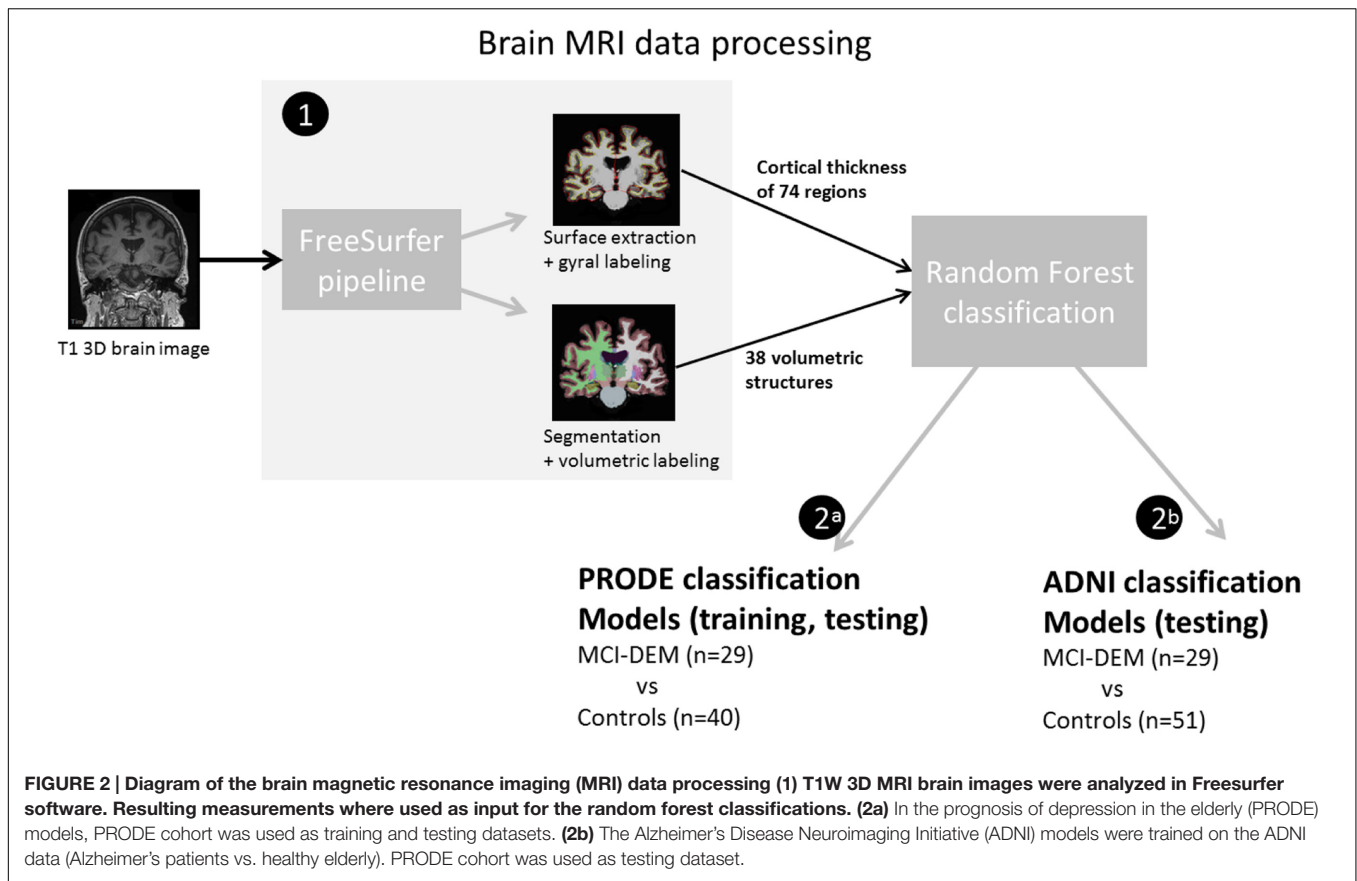 Brain MRI data processing
1
FreeSurfer
pipeline
Tim
T1 3D brain image
Surface extraction
+ gyral labeling
Segmentation
+ volumetric labeling
Cortical thickness
of 74 regions
38 volumetric
structures
Random Forest
classification
2a
PRODE classification
Models (training, testing)
MCI-DEM (n=29)
vs
Controls (n=40)
2b
ADNI classification
Models (testing)
MCI-DEM (n=29)
vs
Controls (n=51)
FIGURE 2 | Diagram of the brain magnetic resonance imaging (MRI) data processing (1) T1W 3D MRI brain images were analyzed in Freesurfer
software. Resulting measurements where used as input for the random forest classifications. (2a) In the prognosis of depression in the elderly (PRODE)
models, PRODE cohort was used as training and testing datasets. (2b) The Alzheimer's Disease Neuroimaging Initiative (ADNI) models were trained on the ADNI
data (Alzheimer's patients vs. healthy elderly). PRODE cohort was used as testing dataset.